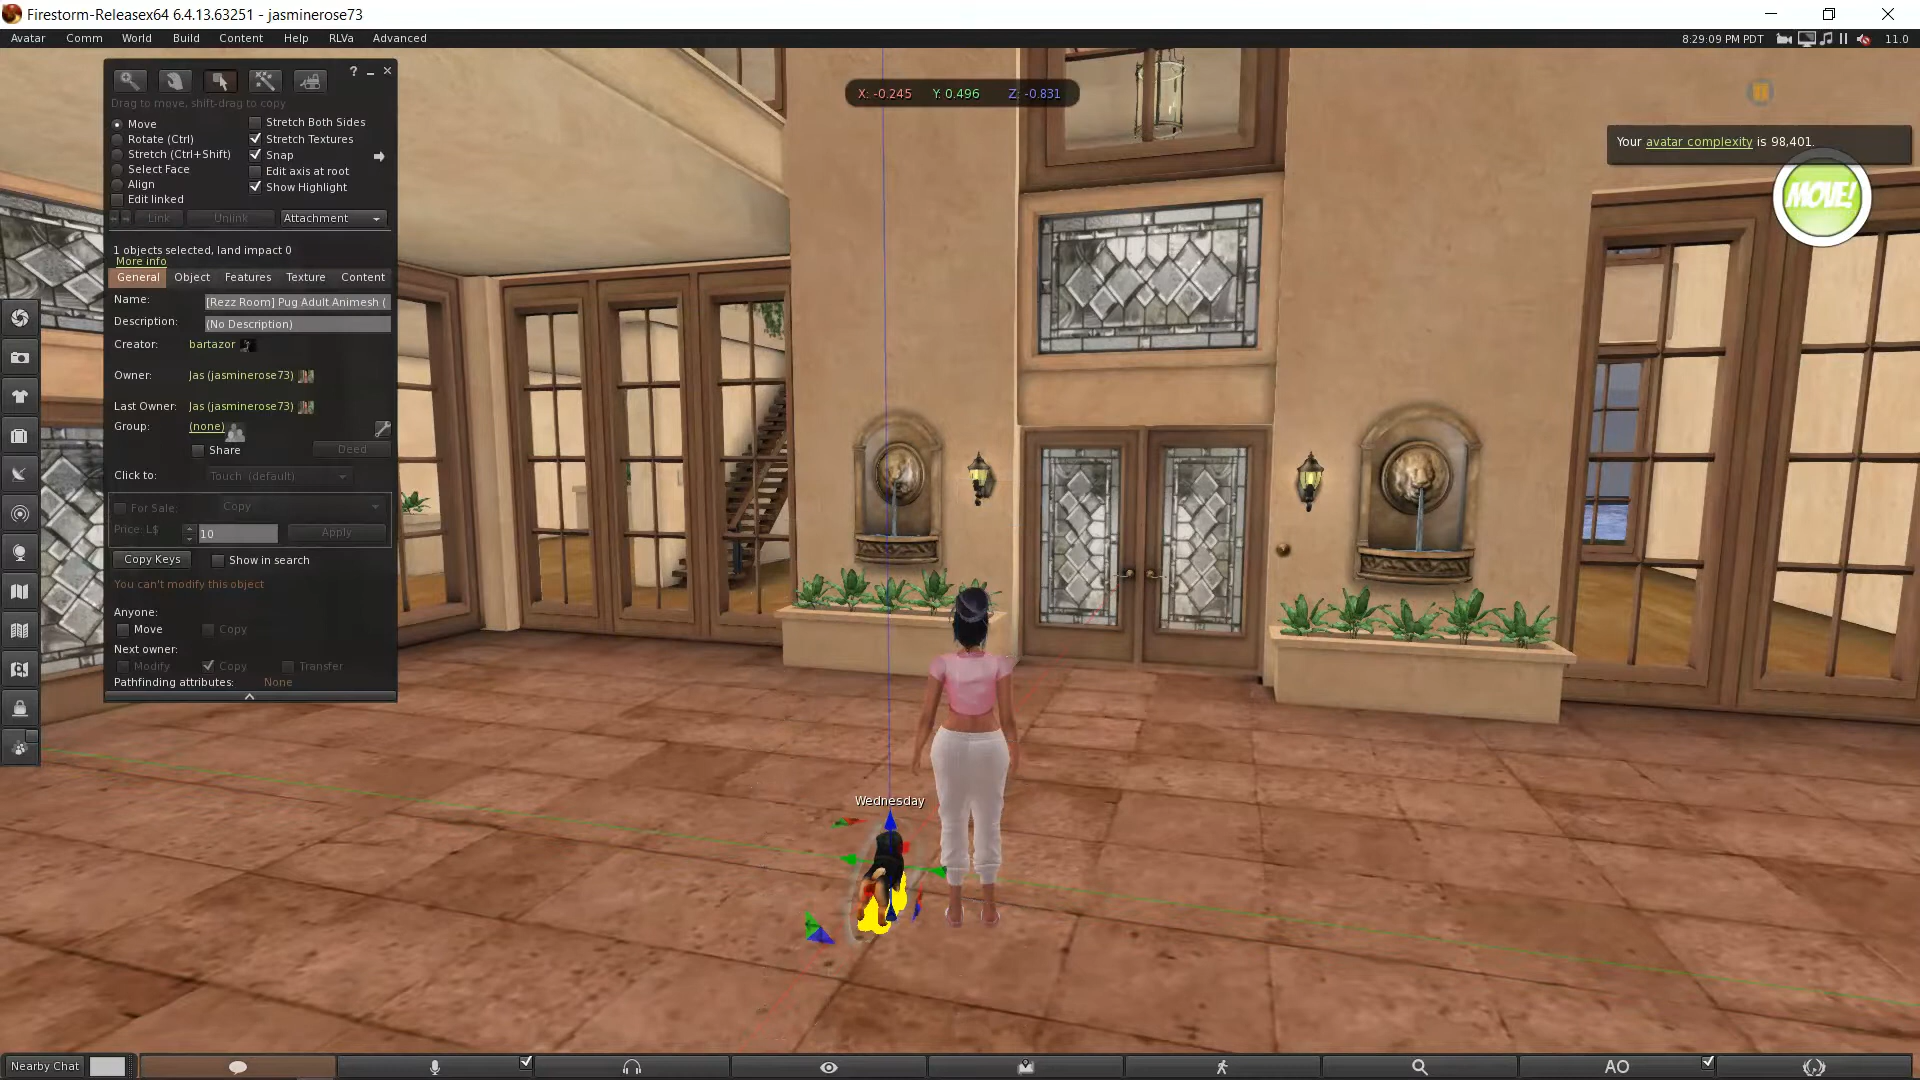 Firestorm-Releasex64 6.4.13.63251 - jasminerose73
Avatar Comm World Build Content Help RLVa Advanced
8:29:09 PM PDT 11.0
X: -0.245 Y: 0.496 Z: -0.831
Your avatar complexity is 98,401.
MOVE!
?
Drag to move, shift-drag to copy
Move
Rotate (Ctrl)
Stretch (Ctrl+Shift)
Select Face
Align
Edit linked
Stretch Both Sides
Stretch Textures
Snap
Edit axis at root
Show Highlight
Link Unlink Attachment
1 objects selected, land impact 0
More info
General Object Features Texture Content
Name: [Rezz Room] Pug Adult Animesh (
Description: (No Description)
Creator: bartazor
Owner: Jas (jasminerose73)
Last Owner: Jas (jasminerose73)
Group: (none)
Share Deed
Click to: Touch (default)
For Sale: Copy
Price: L$ 10 Apply
Copy Keys Show in search
You can't modify this object
Anyone:
Move Copy
Next owner:
Modify Copy Transfer
Pathfinding attributes: None
Wednesday
Nearby Chat AO